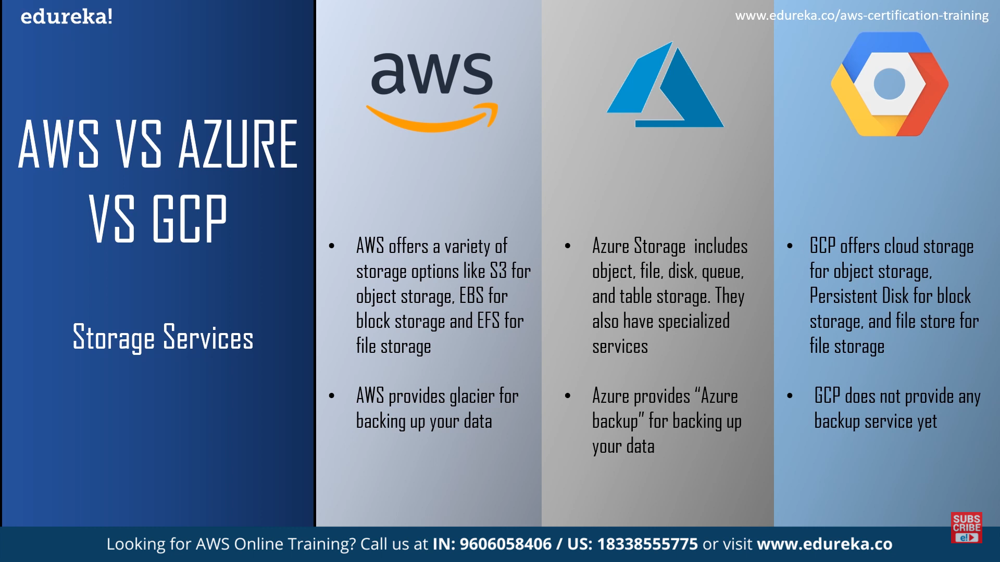 edureka!
www.edureka.co/aws-certification-training
AWS VS AZURE
VS GCP
Storage Services
aws
• AWS offers a variety of
storage options like S3 for
object storage, EBS for
block storage and EFS for
file storage
• AWS provides glacier for
backing up your data
• Azure Storage includes
object, file, disk, queue,
and table storage. They
also have specialized
services
• Azure provides “Azure
backup” for backing up
your data
• GCP offers cloud storage
for object storage,
Persistent Disk for block
storage, and file store for
file storage
• GCP does not provide any
backup service yet
SUBS
CRIBE
e!
Looking for AWS Online Training? Call us at IN: 9606058406 / US: 18338555775 or visit www.edureka.co